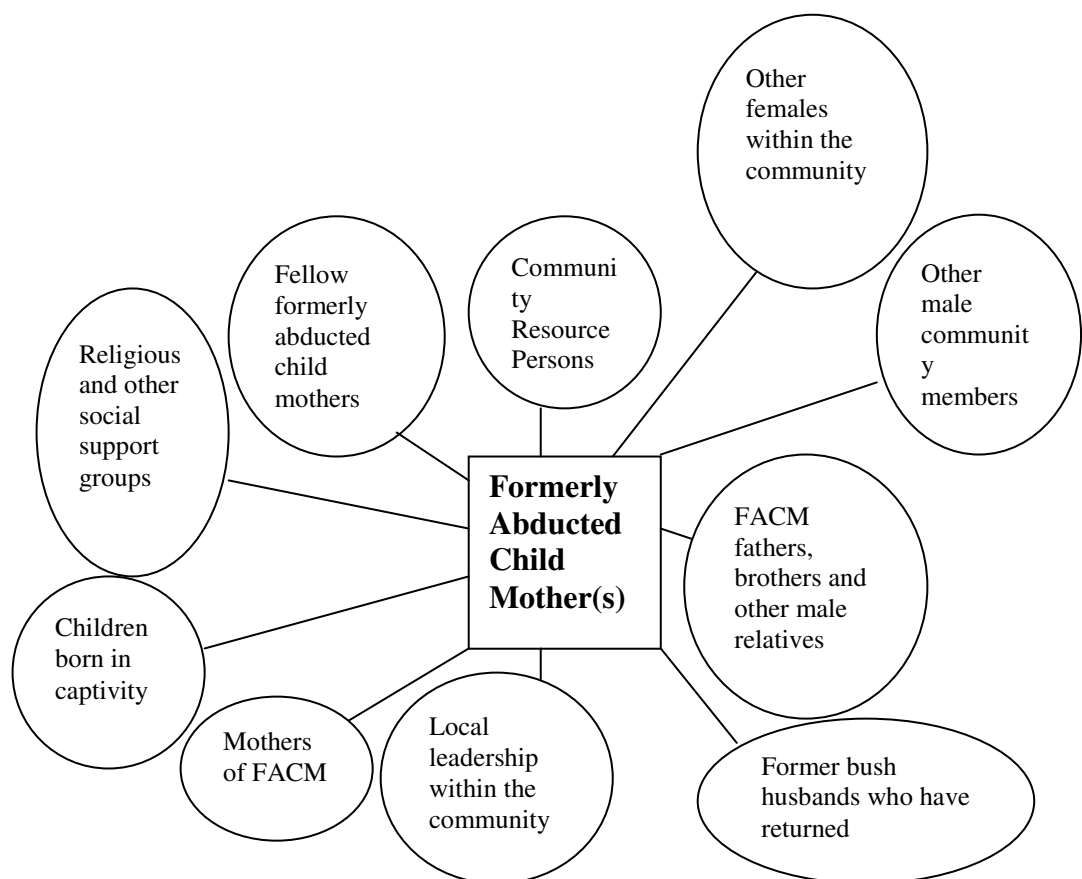 Other
females
within the
community
Fellow
formerly
abducted
child
mothers
Communi
ty
Resource
Persons
Other
male
communit
y
members
Religious
and other
social
support
groups
Formerly
Abducted
Child
Mother(s)
FACM
fathers,
brothers and
other male
relatives
Children
born in
captivity
Mothers
of FACM
Local
leadership
within the
community
Former bush
husbands who have
returned